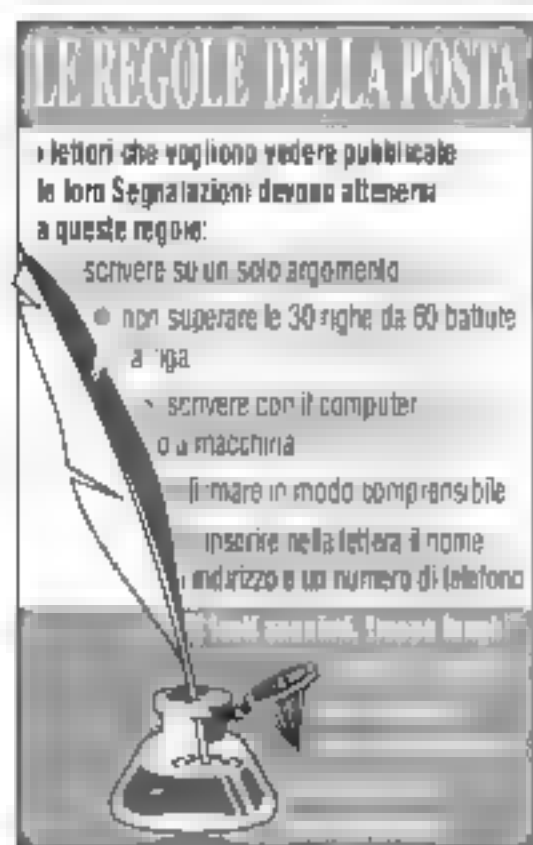 LE REGOLE DELLA POSTA
I lettori che vogliono vedere pubblicate
le loro Segnalazioni devono attenersi
a queste regole:
scrivere su un solo argomento
non superare le 30 righe da 60 battute
a riga
scrivere con il computer
o a macchina
firmare in modo comprensibile
inserire nella lettera il nome
indirizzo e un numero di telefono